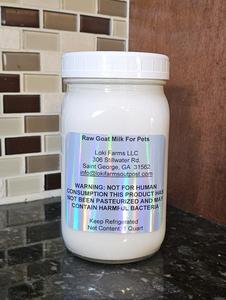 Raw Goat Milk For Pets
Loki Farms LLC
306 Stillwater Rd.
Saint George, GA. 31562
info@lokifarmsoutpost.com
WARNING: NOT FOR HUMAN
CONSUMPTION THIS PRODUCT HAS
NOT BEEN PASTEURIZED AND MAY
CONTAIN HARMFUL BACTERIA
Keep Refrigerated
Net Content: 1 Quart